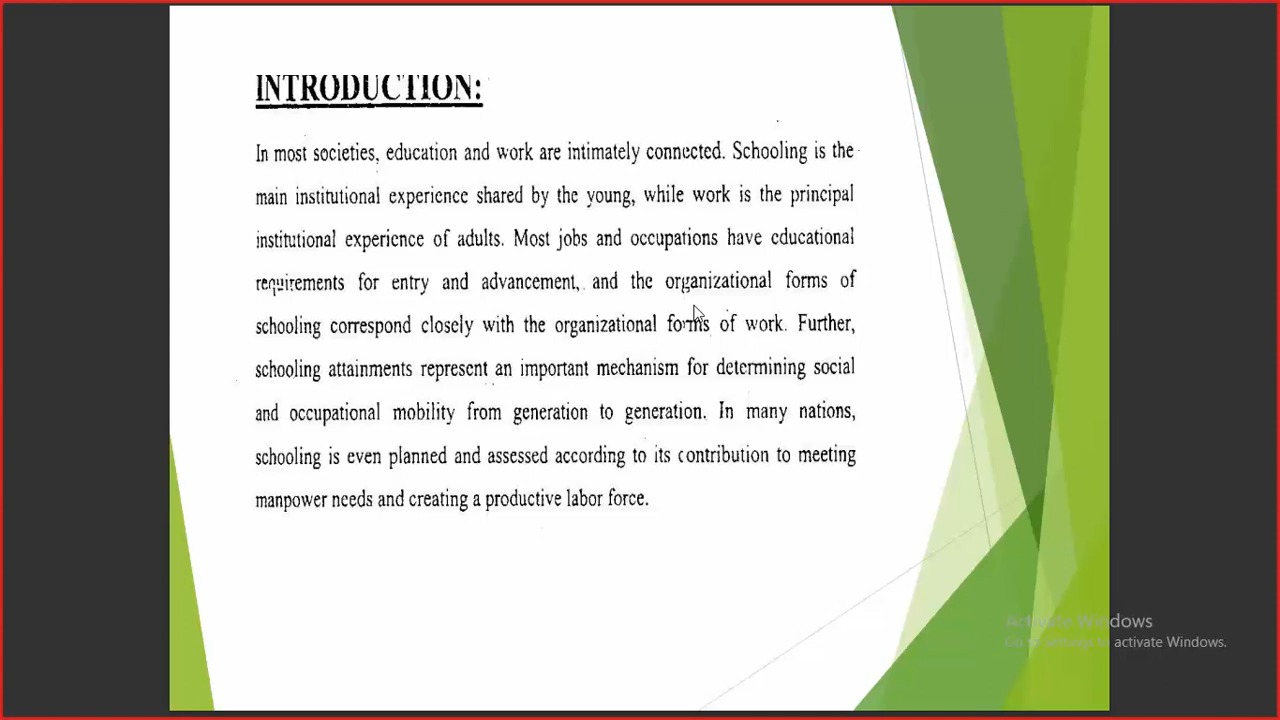 INTRODUCTION:
In most societies, education and work are intimately connected. Schooling is the
main institutional experience shared by the young, while work is the principal
institutional experience of adults. Most jobs and occupations have educational
requirements for entry and advancement, and the organizational forms of
schooling correspond closely with the organizational forms of work. Further,
schooling attainments represent an important mechanism for determining social
and occupational mobility from generation to generation. In many nations,
schooling is even planned and assessed according to its contribution to meeting
manpower needs and creating a productive labor force.
Activate Windows
Go to Settings to activate Windows.